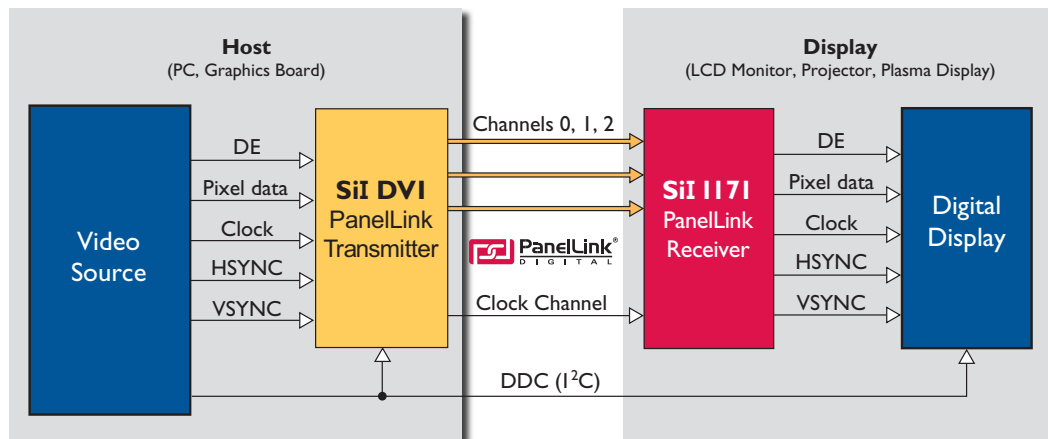 Host
(PC, Graphics Board)
Display
(LCD Monitor, Projector, Plasma Display)
Video
Source
DE
Pixel data
Clock
HSYNC
VSYNC
SiI DV1
PanelLink
Transmitter
Channels 0, 1, 2
PanelLink®
DIGITAL
Clock Channel
SiI 1171
PanelLink
Receiver
DE
Pixel data
Clock
HSYNC
VSYNC
Digital
Display
DDC (I²C)